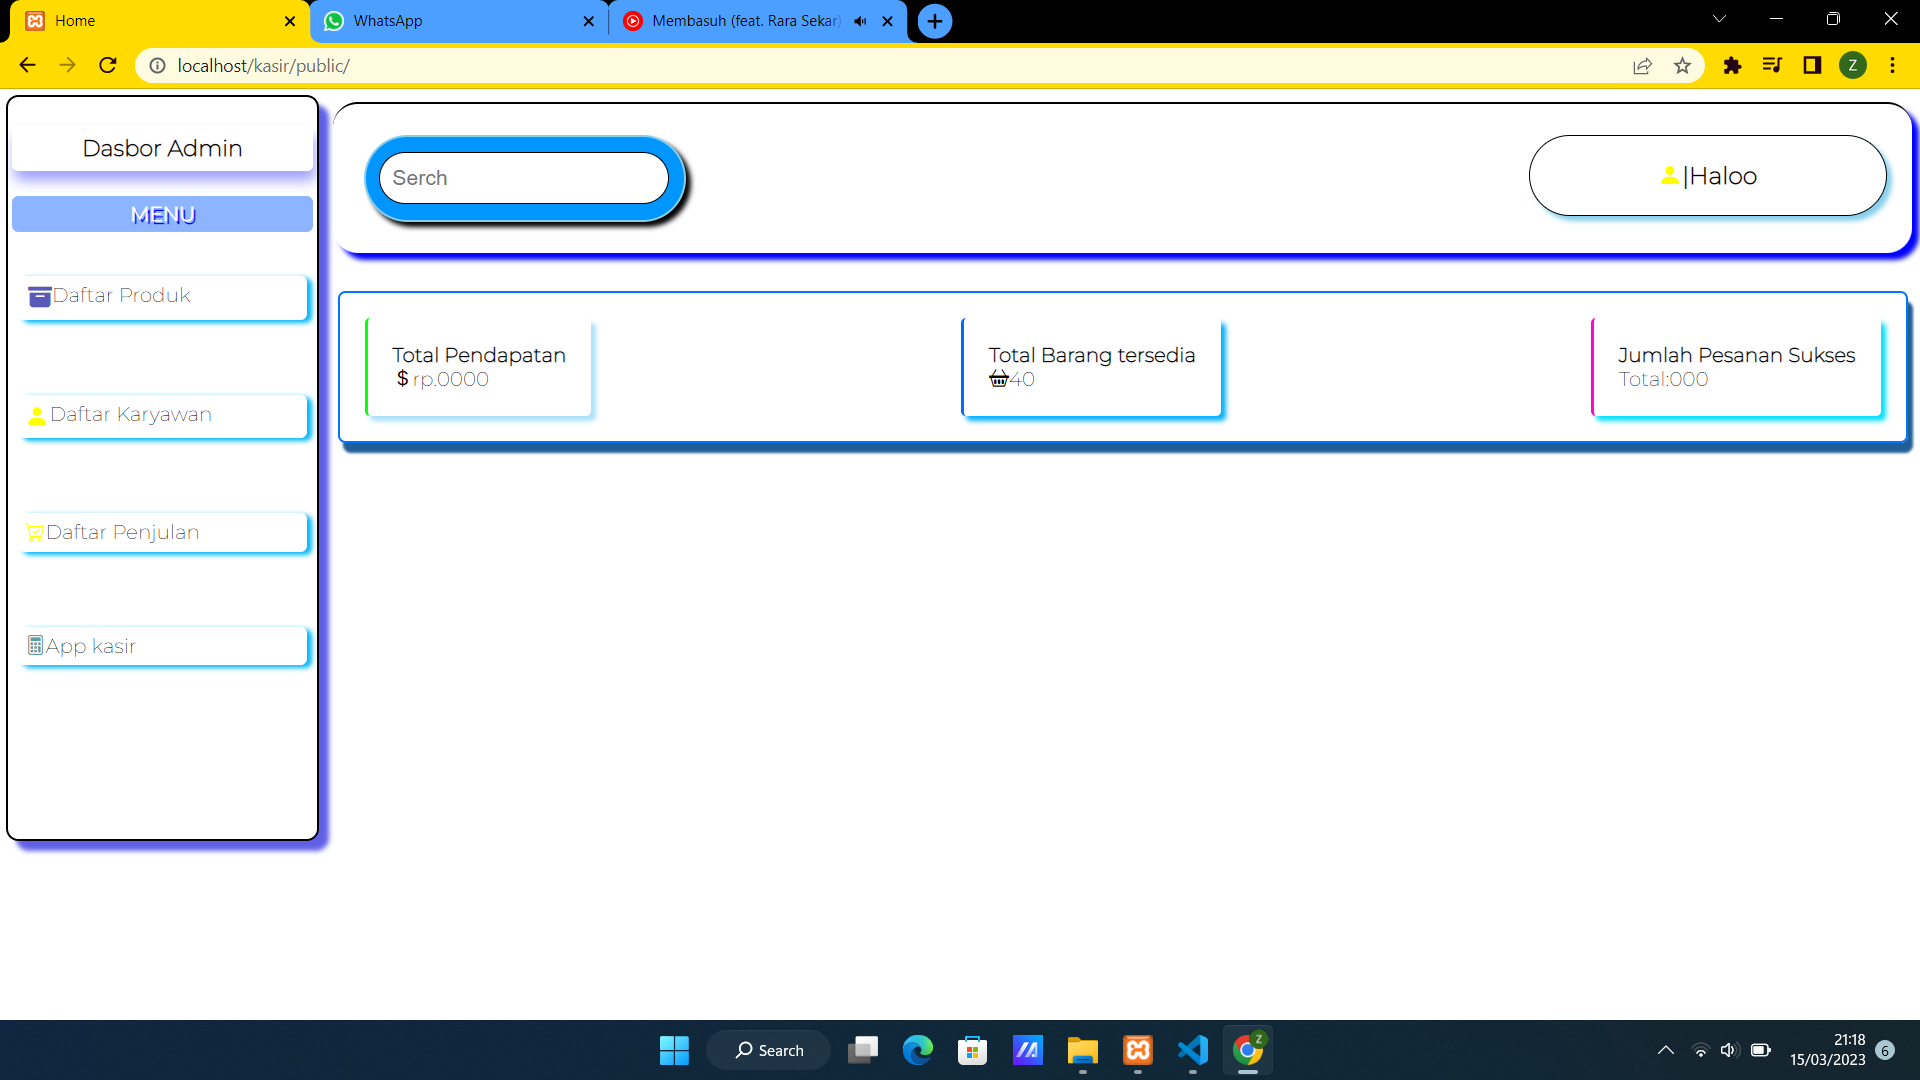 Home
WhatsApp
Membasuh (feat. Rara Sekar)
localhost/kasir/public/
Z
Dasbor Admin
MENU
Daftar Produk
Daftar Karyawan
Daftar Penjulan
App kasir
Serch
|Haloo
Total Pendapatan
$ rp.0000
Total Barang tersedia
40
Jumlah Pesanan Sukses
Total:000
Search
Z
21:18
15/03/2023
6